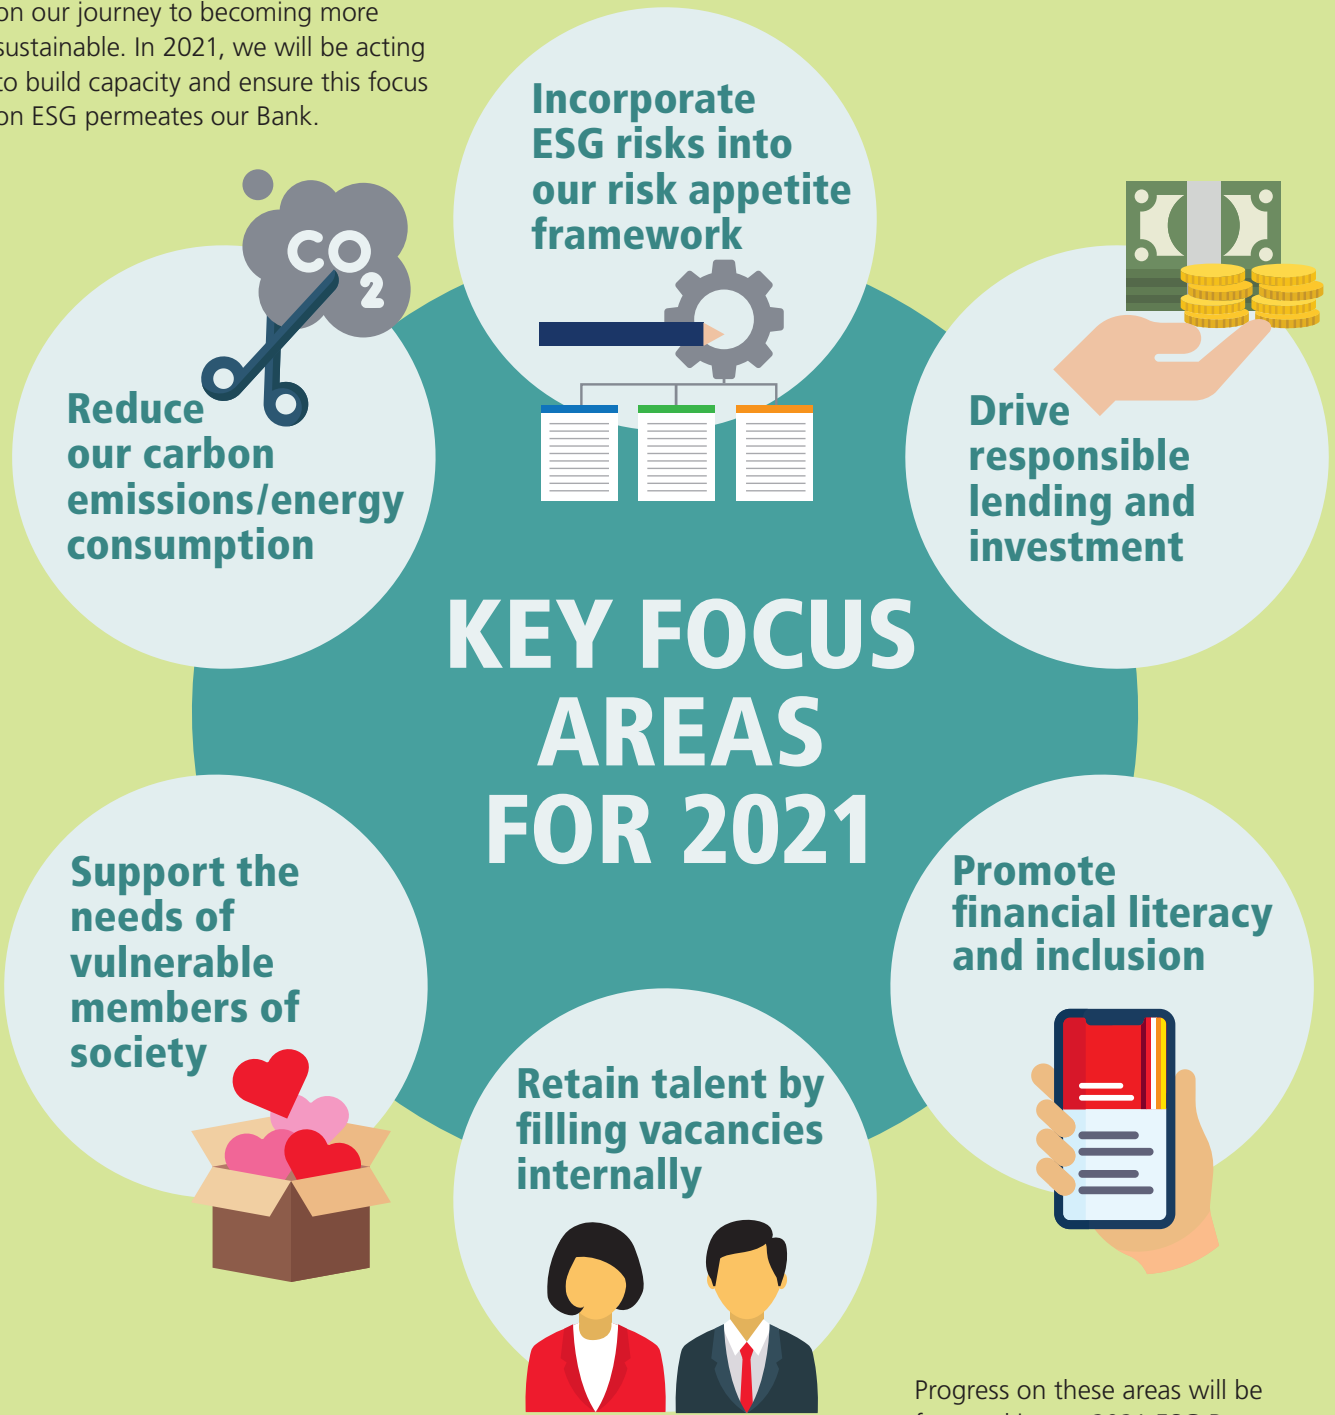 on our journey to becoming more
sustainable. In 2021, we will be acting
to build capacity and ensure this focus
on ESG permeates our Bank.
Incorporate
ESG risks into
our risk appetite
framework
CO2
Reduce
our carbon
emissions/energy
consumption
Drive
responsible
lending and
investment
KEY FOCUS
AREAS
FOR 2021
Support the
needs of
vulnerable
members of
society
Promote
financial literacy
and inclusion
Retain talent by
filling vacancies
internally
Progress on these areas will be
2021 ESG